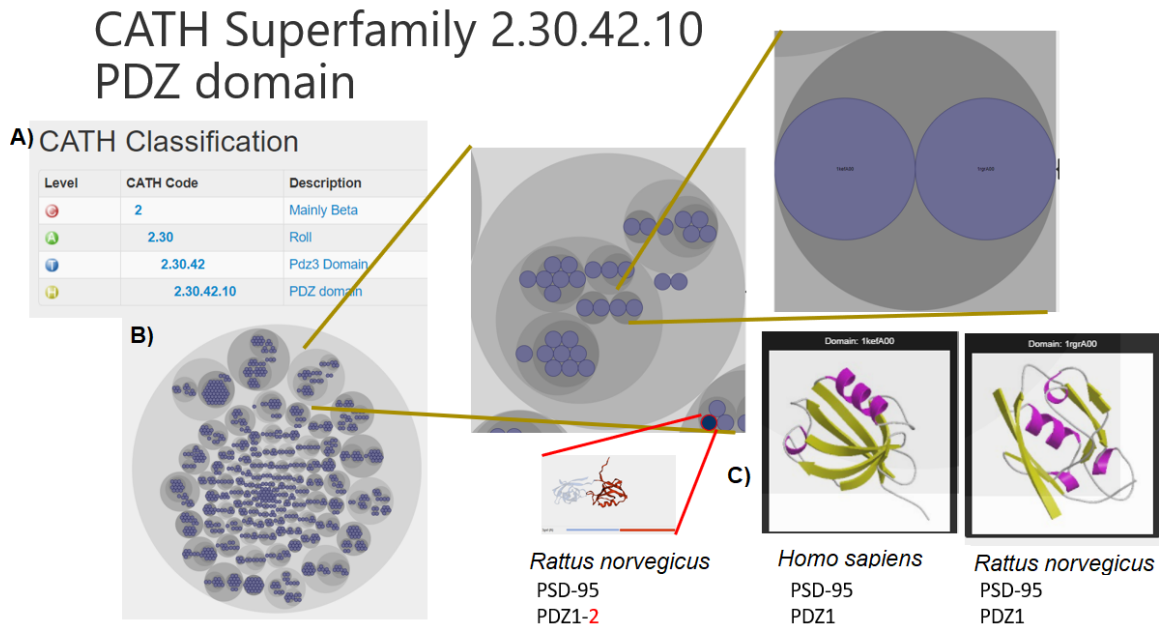 CATH Superfamily 2.30.42.10
PDZ domain
A) CATH Classification
Level CATH Code Description
C 2 Mainly Beta
A 2.30 Roll
T 2.30.42 Pdz3 Domain
H 2.30.42.10 PDZ domain
B)
1kefA00 1rgrA00
C)
Domain: 1kefA00
Domain: 1rgrA00
Rattus norvegicus
PSD-95
PDZ1-2
Homo sapiens
PSD-95
PDZ1
Rattus norvegicus
PSD-95
PDZ1